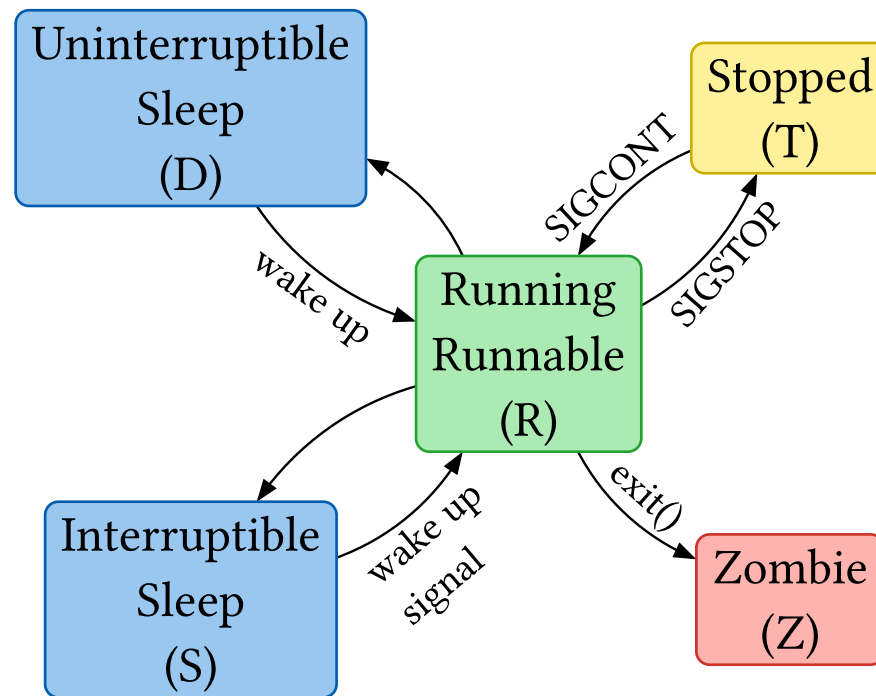 Uninterruptible
Sleep
(D)
Stopped
(T)
SIGCONT
SIGSTOP
wake up
Running
Runnable
(R)
wake up
signal
exit()
Interruptible
Sleep
(S)
Zombie
(Z)